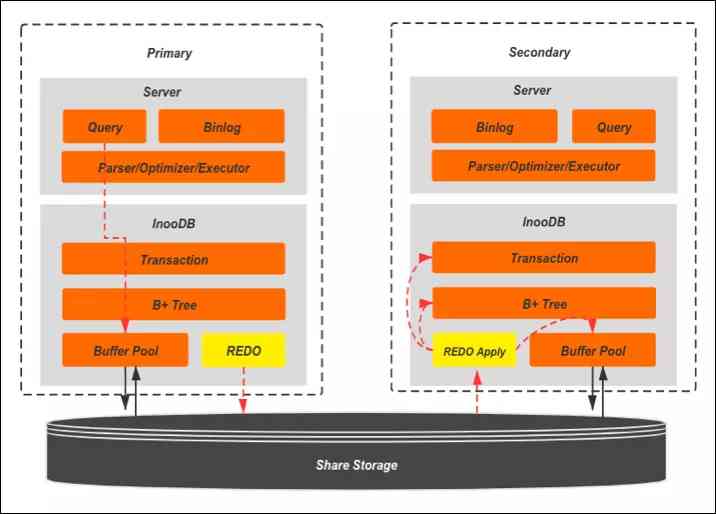 Primary
Server
Query
Binlog
Parser/Optimizer/Executor
InooDB
Transaction
B+ Tree
Buffer Pool
REDO
Secondary
Server
Binlog
Query
Parser/Optimizer/Executor
InooDB
Transaction
B+ Tree
REDO Apply
Buffer Pool
Share Storage